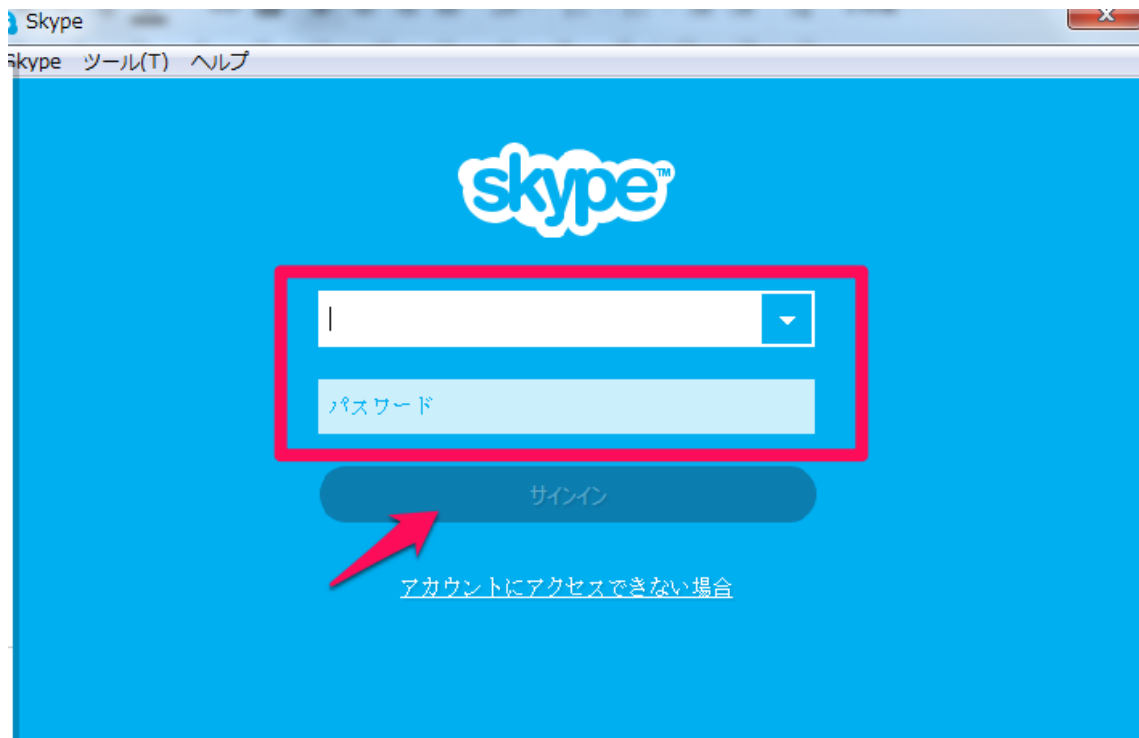 Skype
Skype ツール(T) ヘルプ
skype™
パスワード
サインイン
アカウントにアクセスできない場合